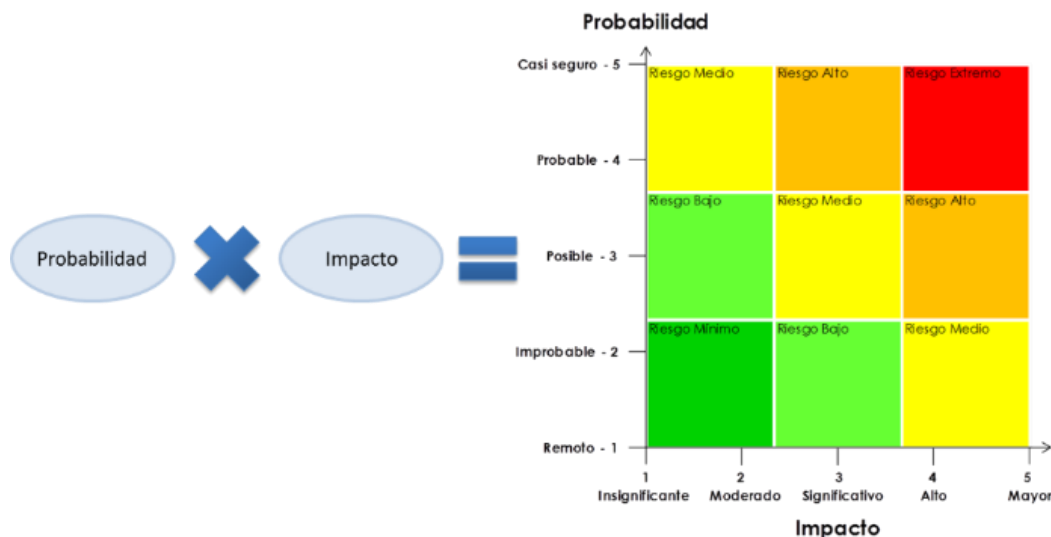 Probabilidad
Casi seguro - 5
Riesgo Medio
Riesgo Alto
Riesgo Extremo
Probable - 4
Riesgo Bajo
Riesgo Medio
Riesgo Alto
Probabilidad
Impacto
Posible - 3
Riesgo Mínimo
Riesgo Bajo
Riesgo Medio
Improbable - 2
Remoto - 1
1
2
3
4
5
Insignificante
Moderado
Significativo
Alto
Mayor
Impacto